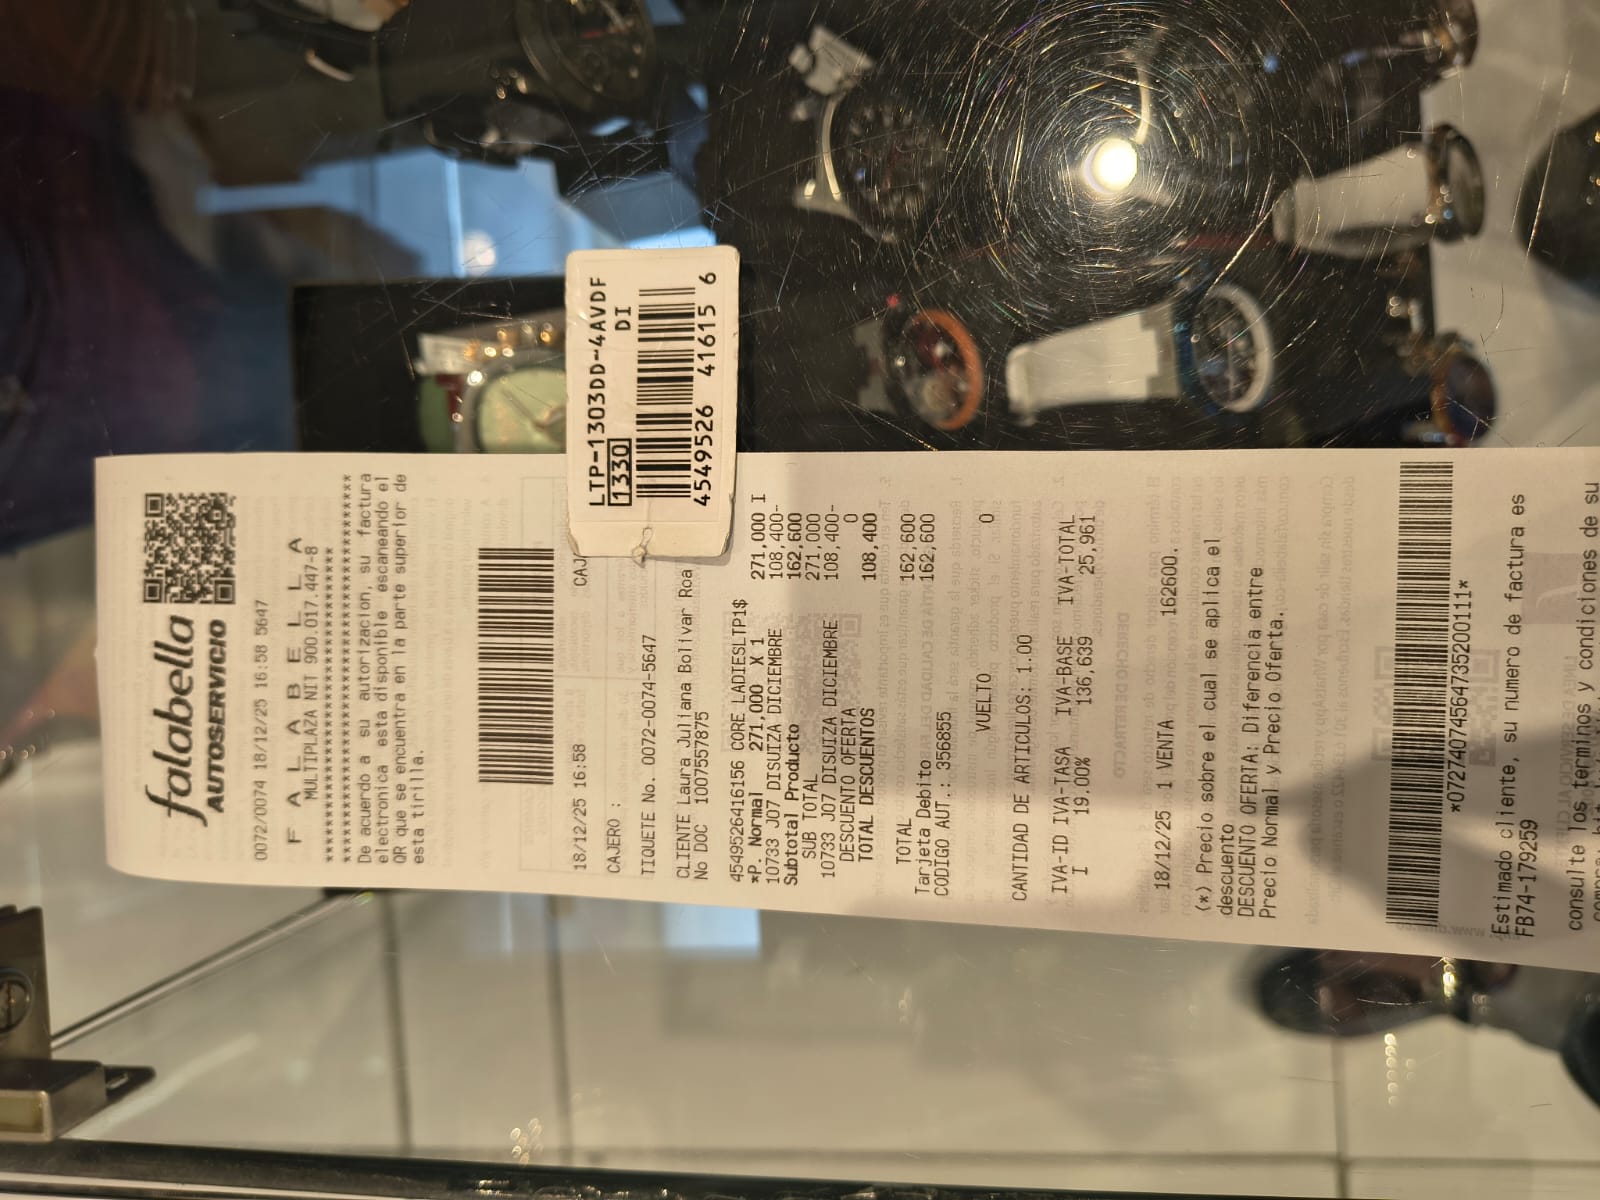 falabella
AUTOSERVICIO
0072/0074 18/12/25 16:58 5647
F A L A B E L L A
MULTIPLAZA NIT 900.017.447-8
De acuerdo a su autorizacion, su factura
electronica esta disponible escaneando el
QR que se encuentra en la parte superior de
esta tirilla.
18/12/25 16:58 CAJ
CAJERO :
TIQUETE No. 0072-0074-5647
CLIENTE Laura Juliana Bolivar Roa
No DOC 1007557875
4549526416156 CORE LADIESLTP1$ 271,000 I
*P. Normal 271,000 X 1
10733 J07 DISUIZA DICIEMBRE 108,400-
Subtotal Producto 162,600
SUB TOTAL 271,000
10733 J07 DISUIZA DICIEMBRE 108,400-
DESCUENTO OFERTA 0
TOTAL DESCUENTOS 108,400
TOTAL 162,600
Tarjeta Debito 162,600
CODIGO AUT.: 356855
VUELTO 0
CANTIDAD DE ARTICULOS: 1.00
IVA-ID IVA-TASA IVA-BASE IVA-TOTAL
I 19.00% 136,639 25,961
18/12/25 1 VENTA 162600.
(*) Precio sobre el cual se aplica el
descuento
DESCUENTO OFERTA: Diferencia entre
Precio Normal y Precio Oferta.
*072740745647352001111*
Estimado cliente, su numero de factura es
FB74-179259
consulte los terminos y condiciones de su
LTP-1303DD-4AVDF
1330 DI
4549526 41615 6